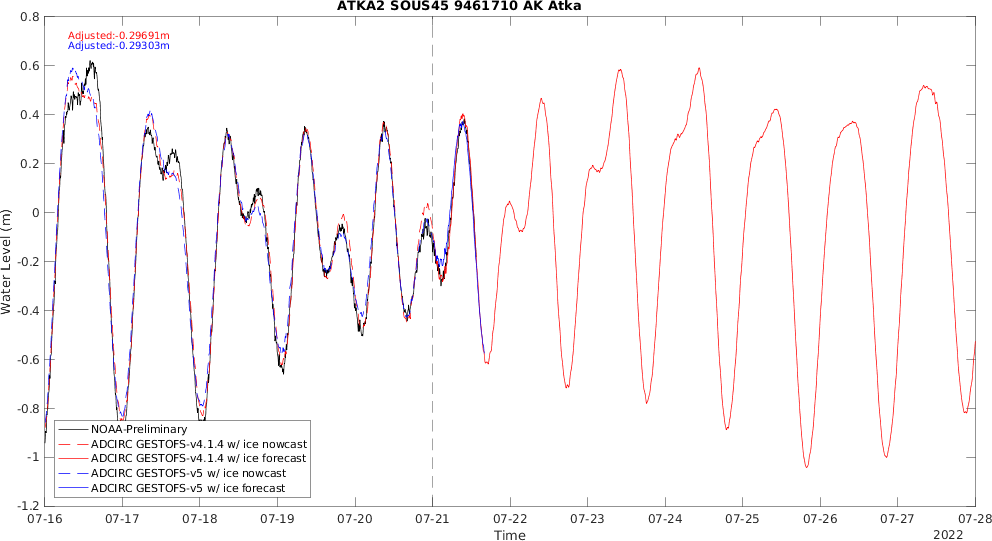 ATKA2 SOUS45 9461710 AK Atka
Adjusted:-0.29691m
Adjusted:-0.29303m
0.8
0.6
0.4
0.2
0
-0.2
-0.4
-0.6
-0.8
-1
-1.2
Water Level (m)
NOAA-Preliminary
ADCIRC GESTOFS-v4.1.4 w/ ice nowcast
ADCIRC GESTOFS-v4.1.4 w/ ice forecast
ADCIRC GESTOFS-v5 w/ ice nowcast
ADCIRC GESTOFS-v5 w/ ice forecast
07-16 07-17 07-18 07-19 07-20 07-21 07-22 07-23 07-24 07-25 07-26 07-27 07-28
Time
2022